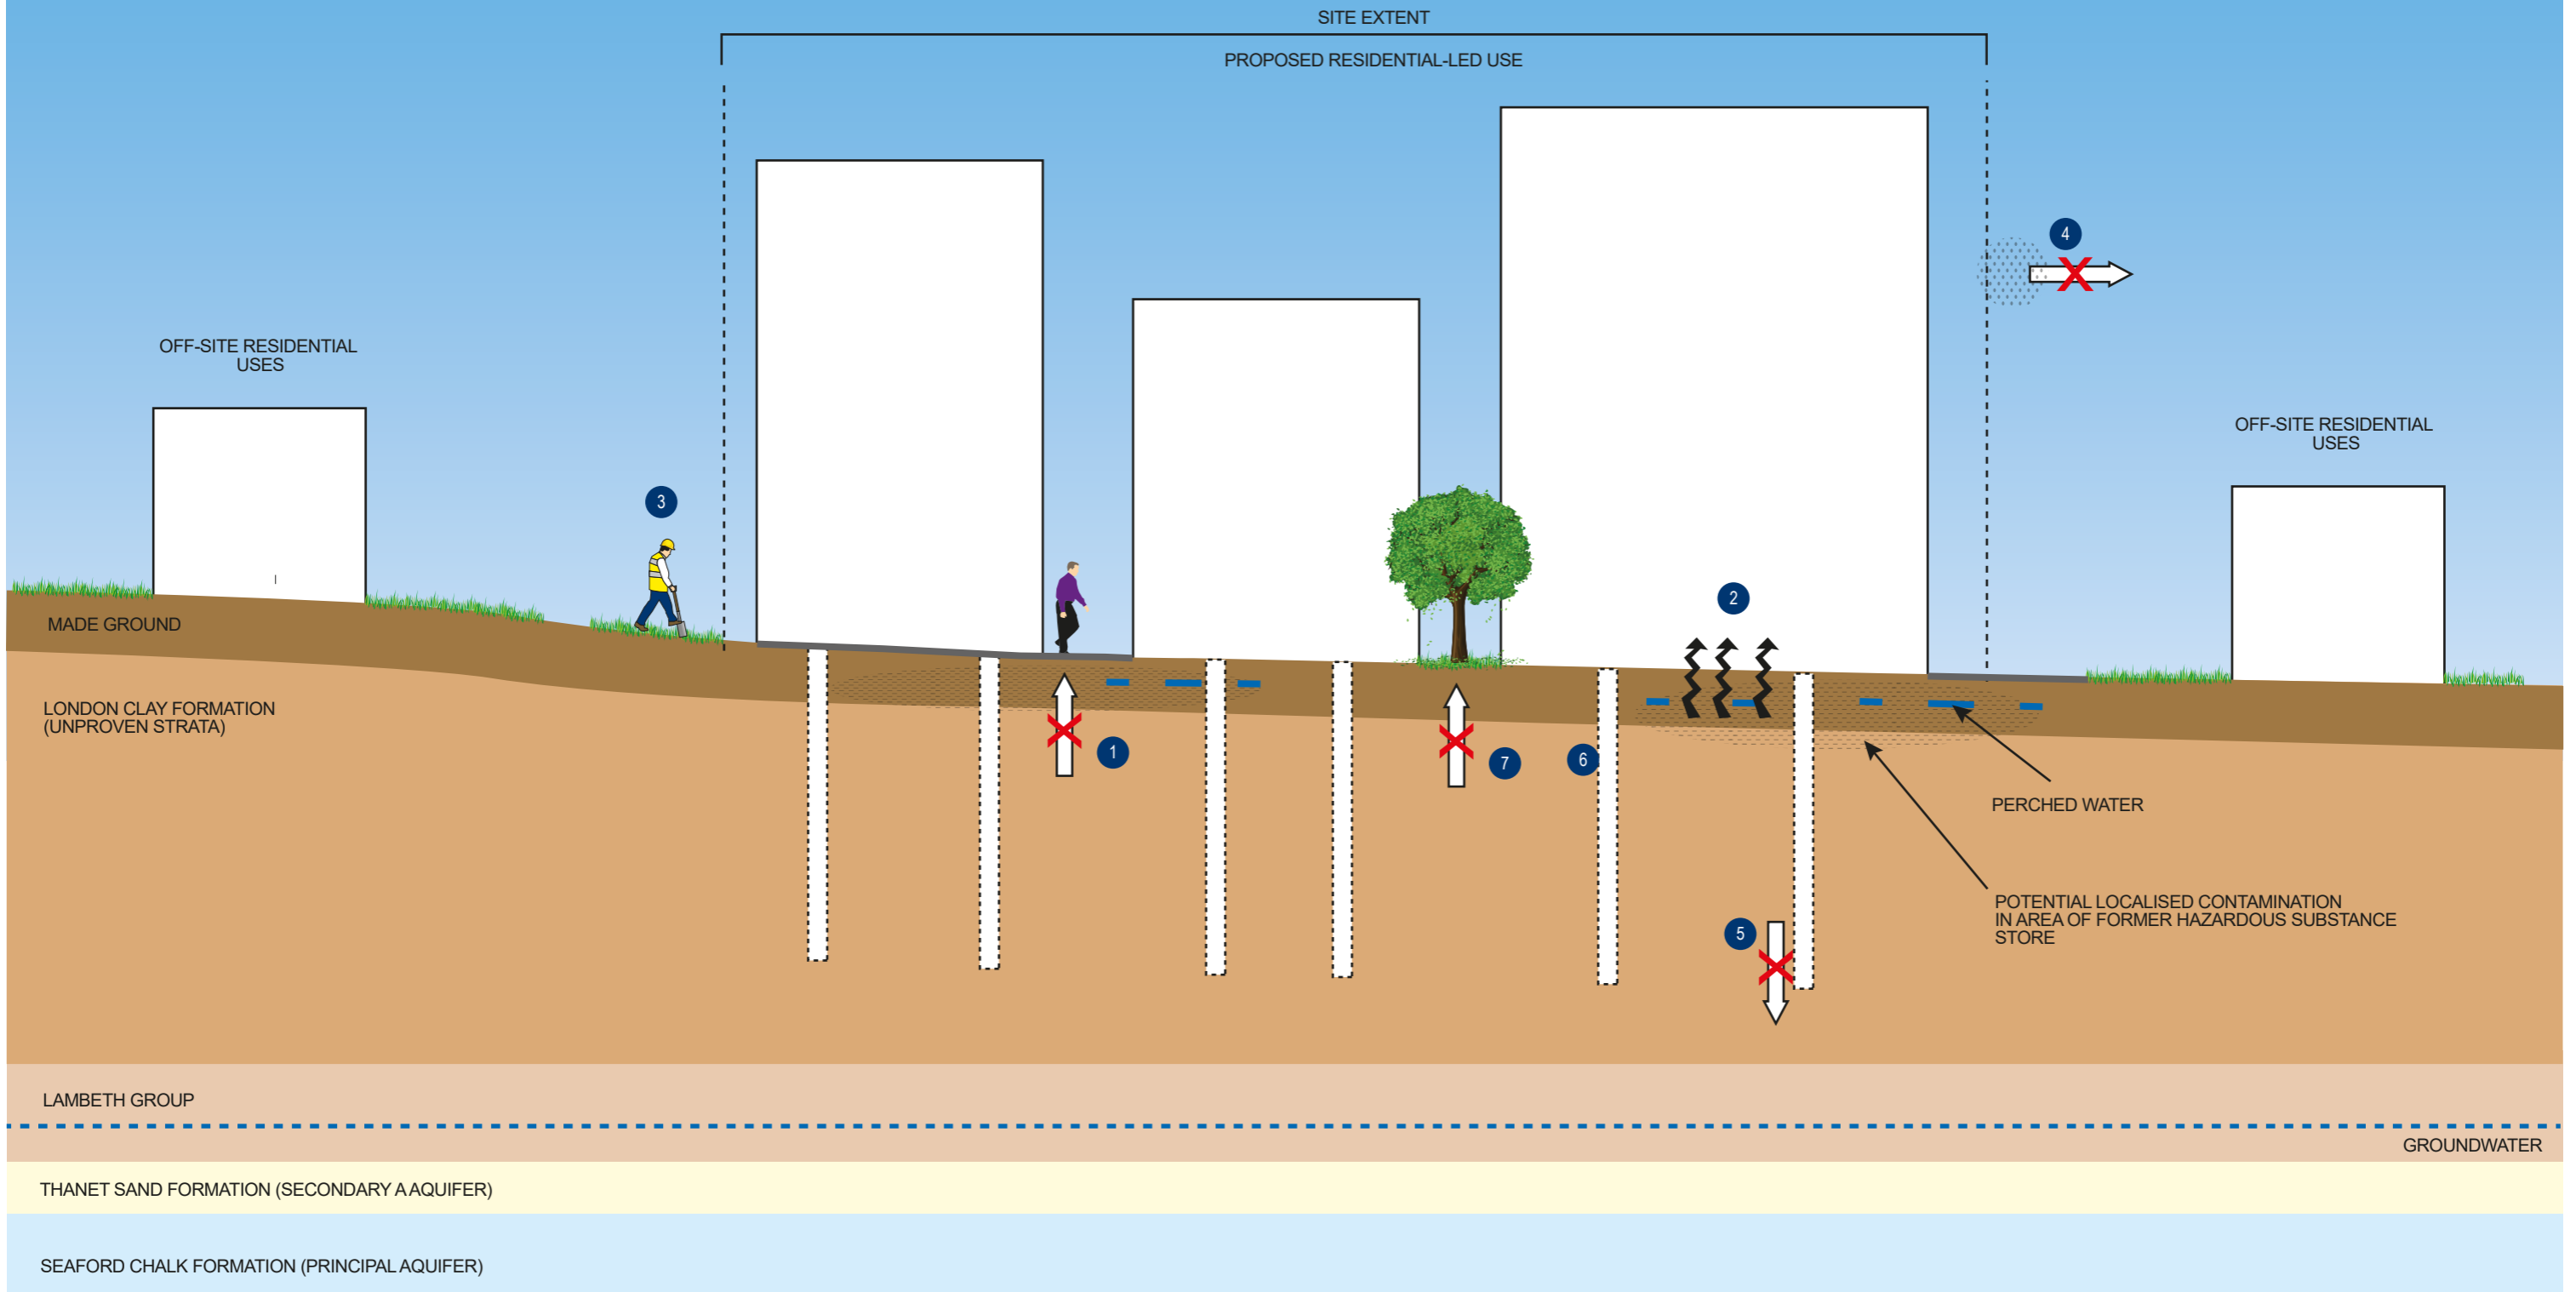 SITE EXTENT
PROPOSED RESIDENTIAL-LED USE
4
OFF-SITE RESIDENTIAL
USES
OFF-SITE RESIDENTIAL
USES
3
2
MADE GROUND
LONDON CLAY FORMATION
(UNPROVEN STRATA)
1
7
6
PERCHED WATER
POTENTIAL LOCALISED CONTAMINATION
IN AREA OF FORMER HAZARDOUS SUBSTANCE
STORE
5
LAMBETH GROUP
GROUNDWATER
THANET SAND FORMATION (SECONDARY A AQUIFER)
SEAFORD CHALK FORMATION (PRINCIPAL AQUIFER)